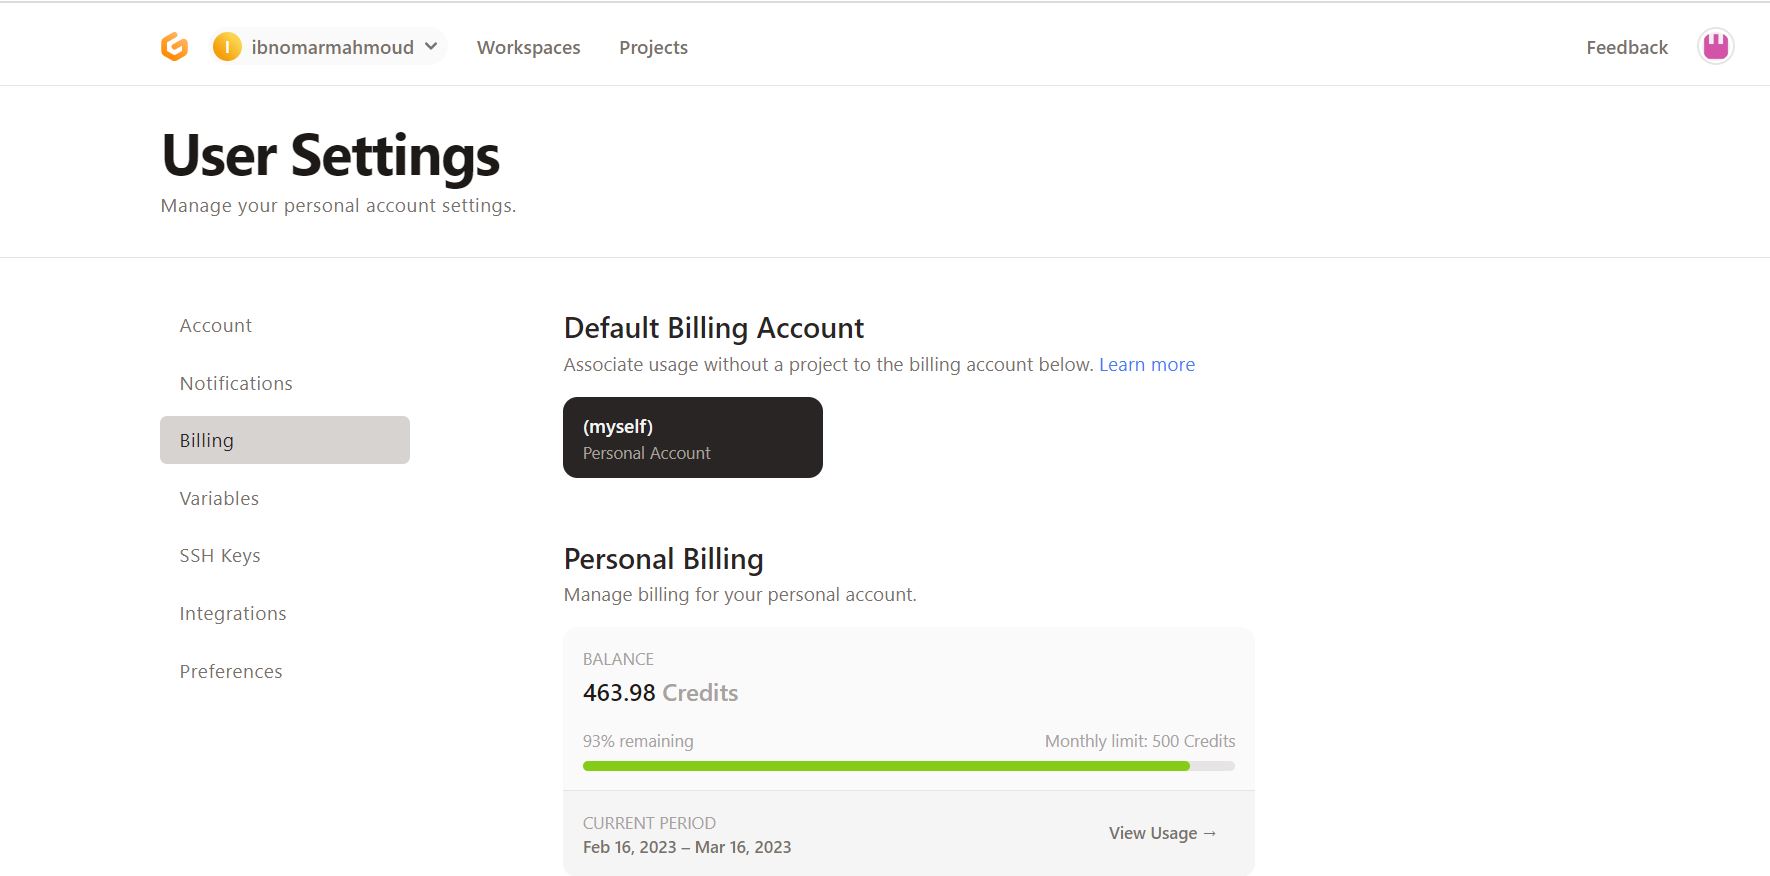 I ibnomarmahmoud Workspaces Projects Feedback
User Settings
Manage your personal account settings.
Account
Notifications
Billing
Variables
SSH Keys
Integrations
Preferences
Default Billing Account
Associate usage without a project to the billing account below. Learn more
(myself)
Personal Account
Personal Billing
Manage billing for your personal account.
BALANCE
463.98 Credits
93% remaining Monthly limit: 500 Credits
CURRENT PERIOD
Feb 16, 2023 – Mar 16, 2023
View Usage →